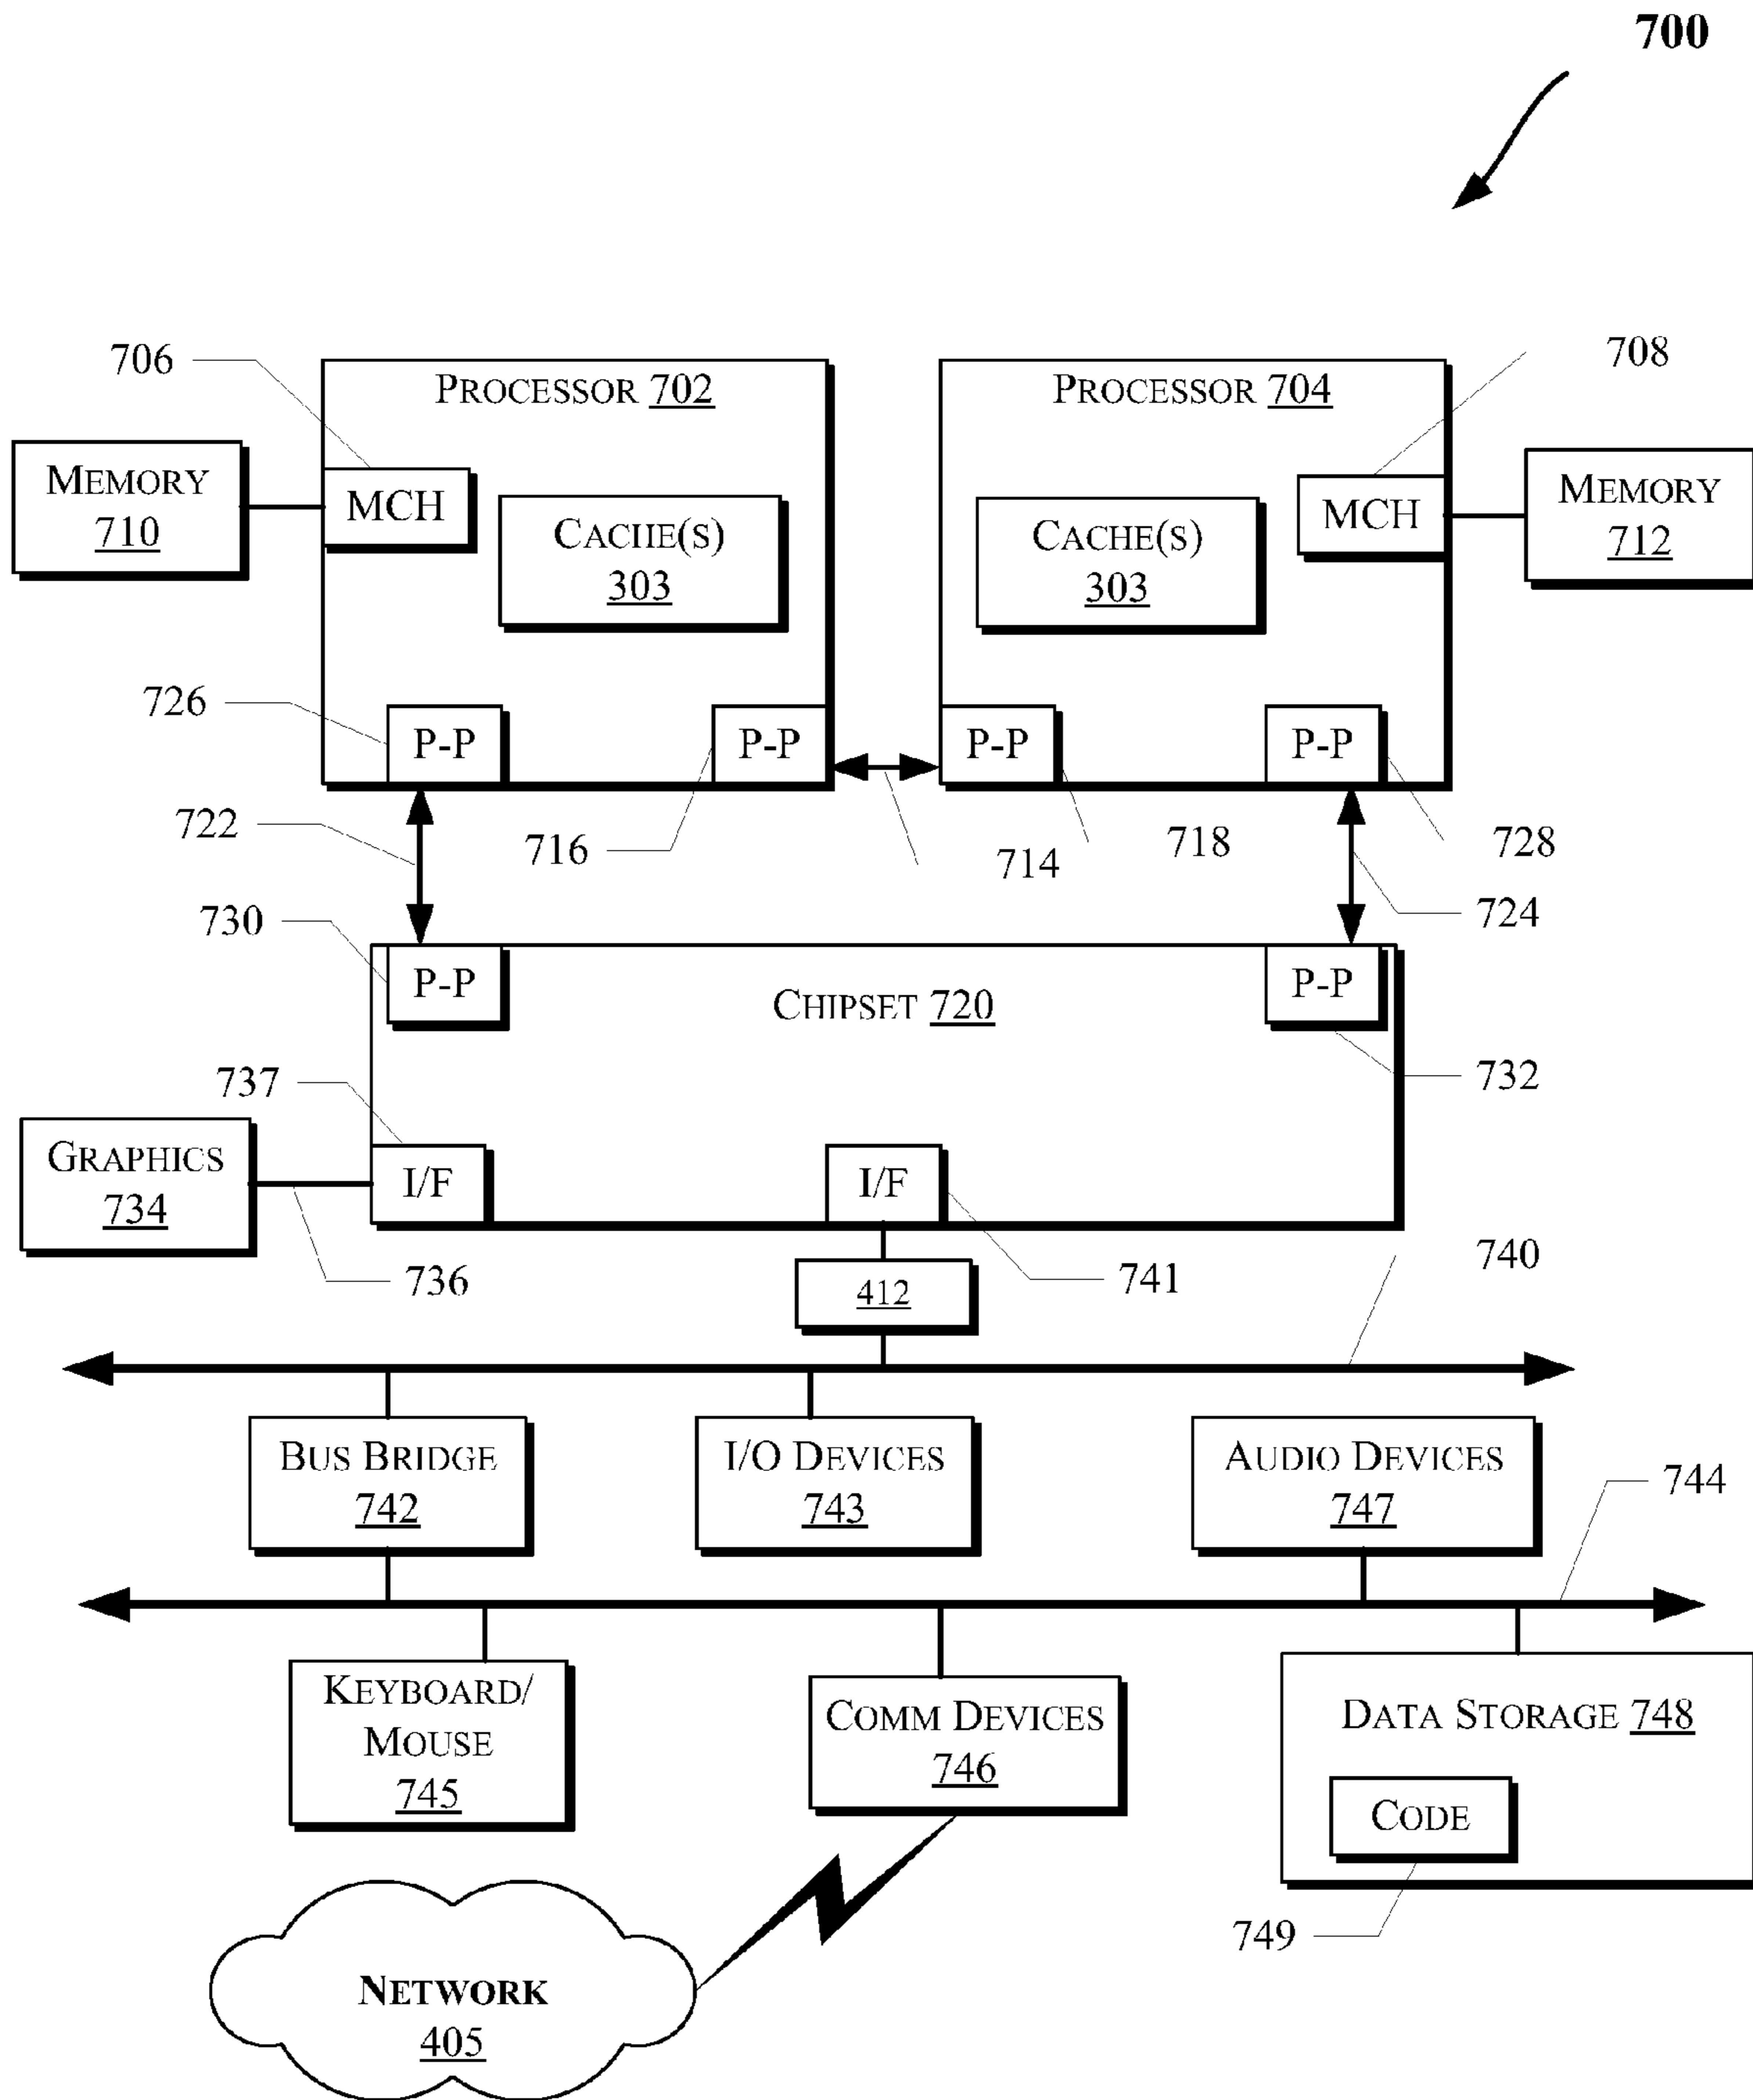 700
706
708
PROCESSOR 702
PROCESSOR 704
MEMORY
710
MCH
CACHE(S)
303
CACHE(S)
303
MCH
MEMORY
712
726
P-P
P-P
P-P
P-P
722
716
714
718
728
724
730
P-P
CHIPSET 720
P-P
737
732
GRAPHICS
734
I/F
I/F
736
412
741
740
BUS BRIDGE
742
I/O DEVICES
743
AUDIO DEVICES
747
744
KEYBOARD/
MOUSE
745
COMM DEVICES
746
DATA STORAGE 748
CODE
749
NETWORK
405